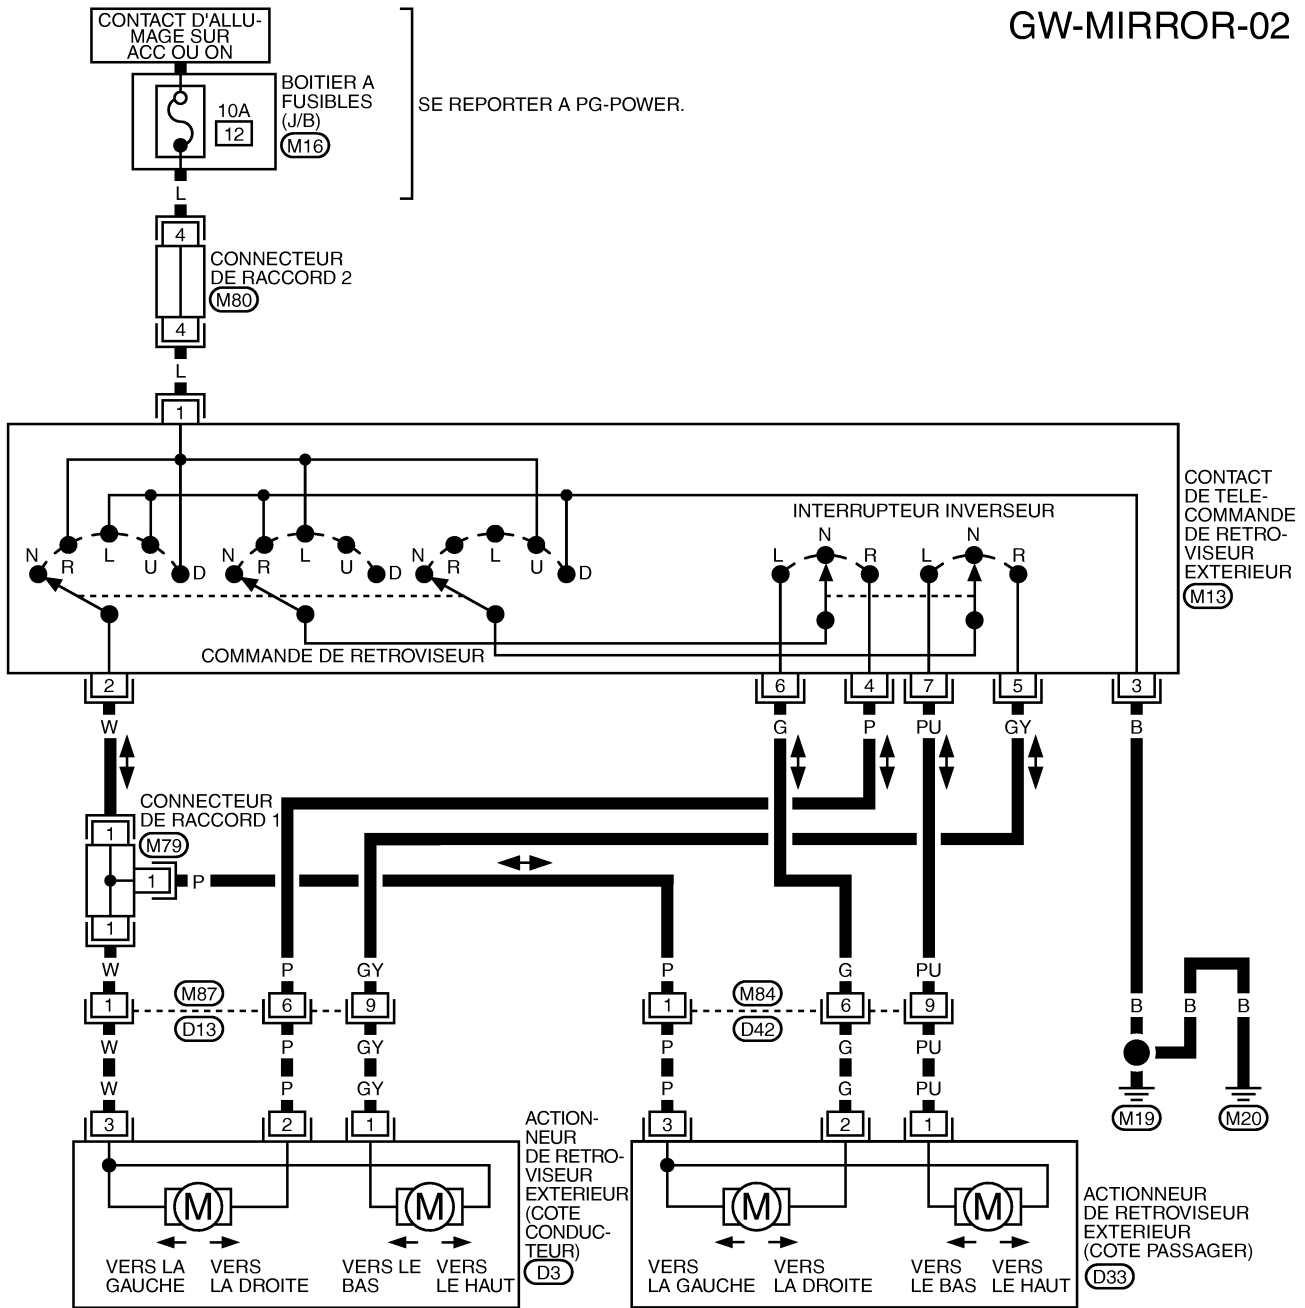 GW-MIRROR-02
CONTACT D'ALLU-
MAGE SUR
ACC OU ON
BOITIER A
FUSIBLES
(J/B)
M16
10A
12
SE REPORTER A PG-POWER.
L
4
CONNECTEUR
DE RACCORD 2
M80
4
L
1
CONTACT
DE TELE-
COMMANDE
DE RETRO-
VISEUR
EXTERIEUR
M13
INTERRUPTEUR INVERSEUR
N R L U D
N R L U D
N R L U D
L N R
L N R
COMMANDE DE RETROVISEUR
2 6 4 7 5 3
W G P PU GY B
CONNECTEUR
DE RACCORD 1
M79
1
1 P
1
W P GY P G PU
1 M87 6 9 1 M84 6 9 B B B
D13 D42
W P GY P G PU
W P GY P G PU
3 2 1 3 2 1
M19 M20
ACTION-
NEUR
DE RETRO-
VISEUR
EXTERIEUR
(COTE
CONDUC-
TEUR)
D3
ACTIONNEUR
DE RETROVISEUR
EXTERIEUR
(COTE PASSAGER)
D33
M M M M
VERS LA
GAUCHE
VERS
LA DROITE
VERS LE
BAS
VERS
LE HAUT
VERS
LA GAUCHE
VERS
LA DROITE
VERS
LE BAS
VERS
LE HAUT